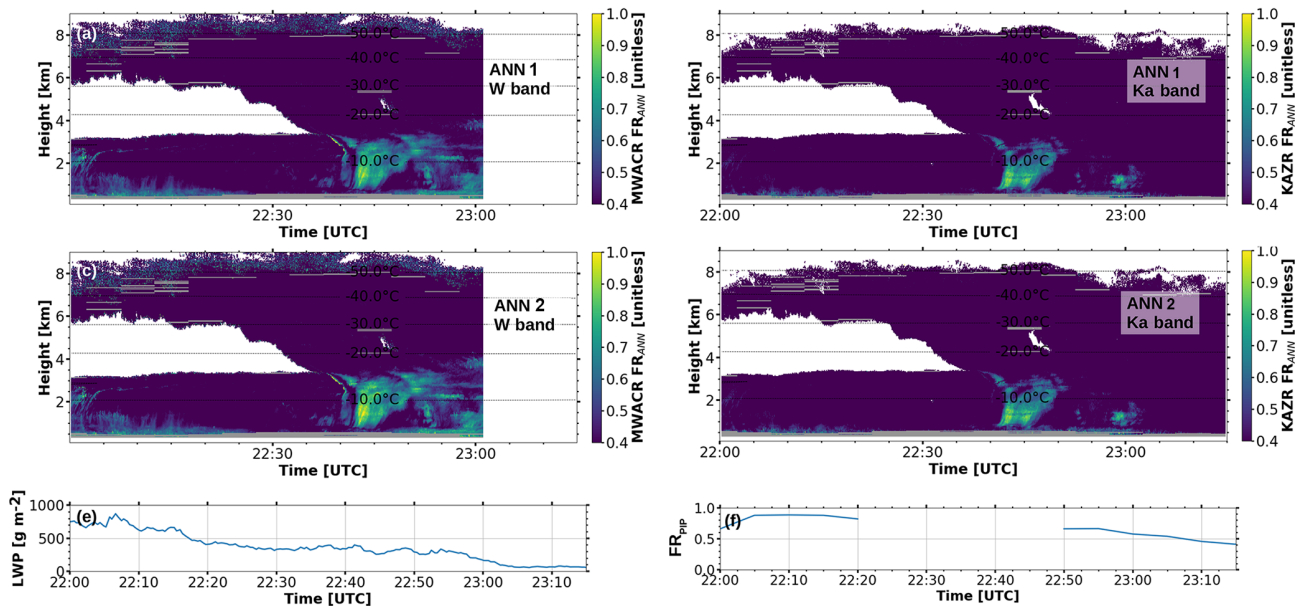 (a)
ANN 1
W band
-50.0°C
-40.0°C
-30.0°C
-20.0°C
-10.0°C
8
6
4
2
Height [km]
22:30
23:00
Time [UTC]
1.0
0.9
0.8
0.7
0.6
0.5
0.4
MWACR FR_ANN [unitless]
ANN 1
Ka band
50.0°C
-40.0°C
30.0°C
20.0°C
10.0°C
8
6
4
2
Height [km]
22:00
22:30
23:00
Time [UTC]
1.0
0.9
0.8
0.7
0.6
0.5
0.4
KAZR FR_ANN [unitless]
(c)
ANN 2
W band
-50.0°C
-40.0°C
-30.0°C
-20.0°C
-10.0°C
8
6
4
2
Height [km]
22:30
23:00
Time [UTC]
1.0
0.9
0.8
0.7
0.6
0.5
0.4
MWACR FR_ANN [unitless]
ANN 2
Ka band
-40.0°C
-30.0°C
-20.0°C
-10.0°C
8
6
4
2
Height [km]
22:00
22:30
23:00
Time [UTC]
1.0
0.9
0.8
0.7
0.6
0.5
0.4
KAZR FR_ANN [unitless]
(e)
LWP [g m-2]
1000
500
0
22:00
22:10
22:20
22:30
22:40
22:50
23:00
23:10
Time [UTC]
(f)
FR_PIP
1.0
0.5
0.0
22:00
22:10
22:20
22:30
22:40
22:50
23:00
23:10
Time [UTC]